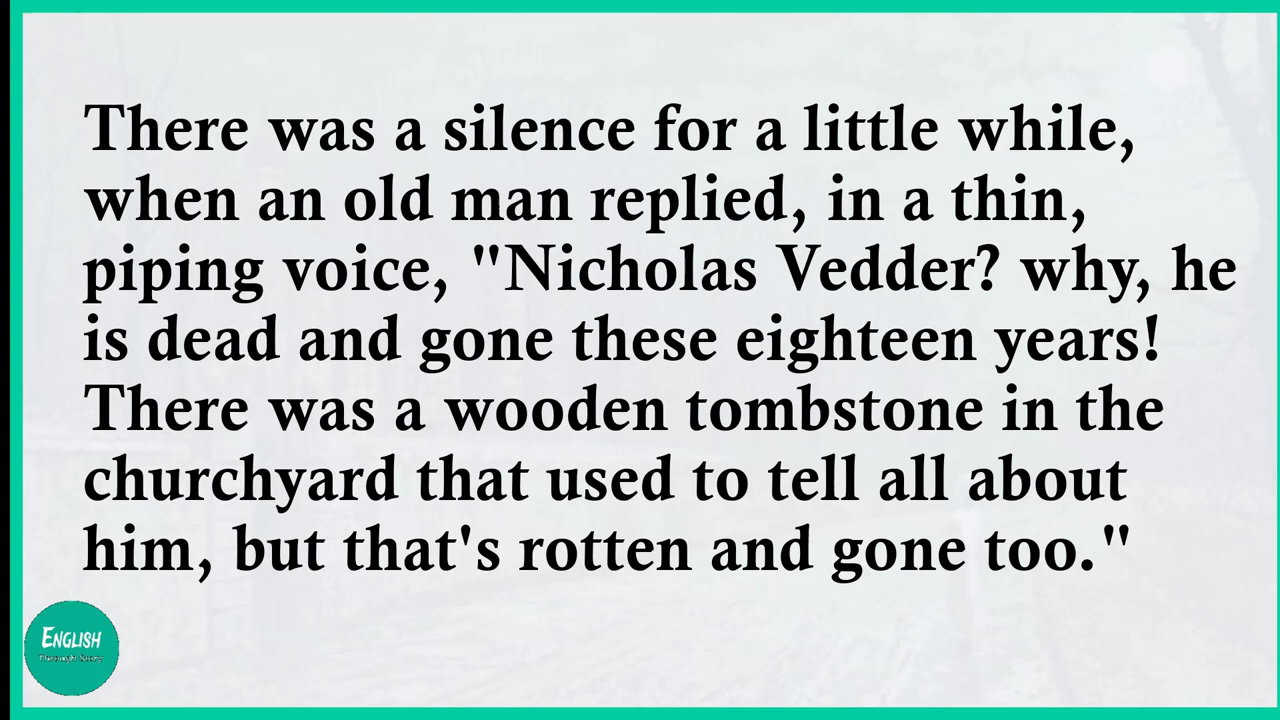 There was a silence for a little while,
when an old man replied, in a thin,
piping voice, "Nicholas Vedder? why, he
is dead and gone these eighteen years!
There was a wooden tombstone in the
churchyard that used to tell all about
him, but that's rotten and gone too."
ENGLISH
Through Story